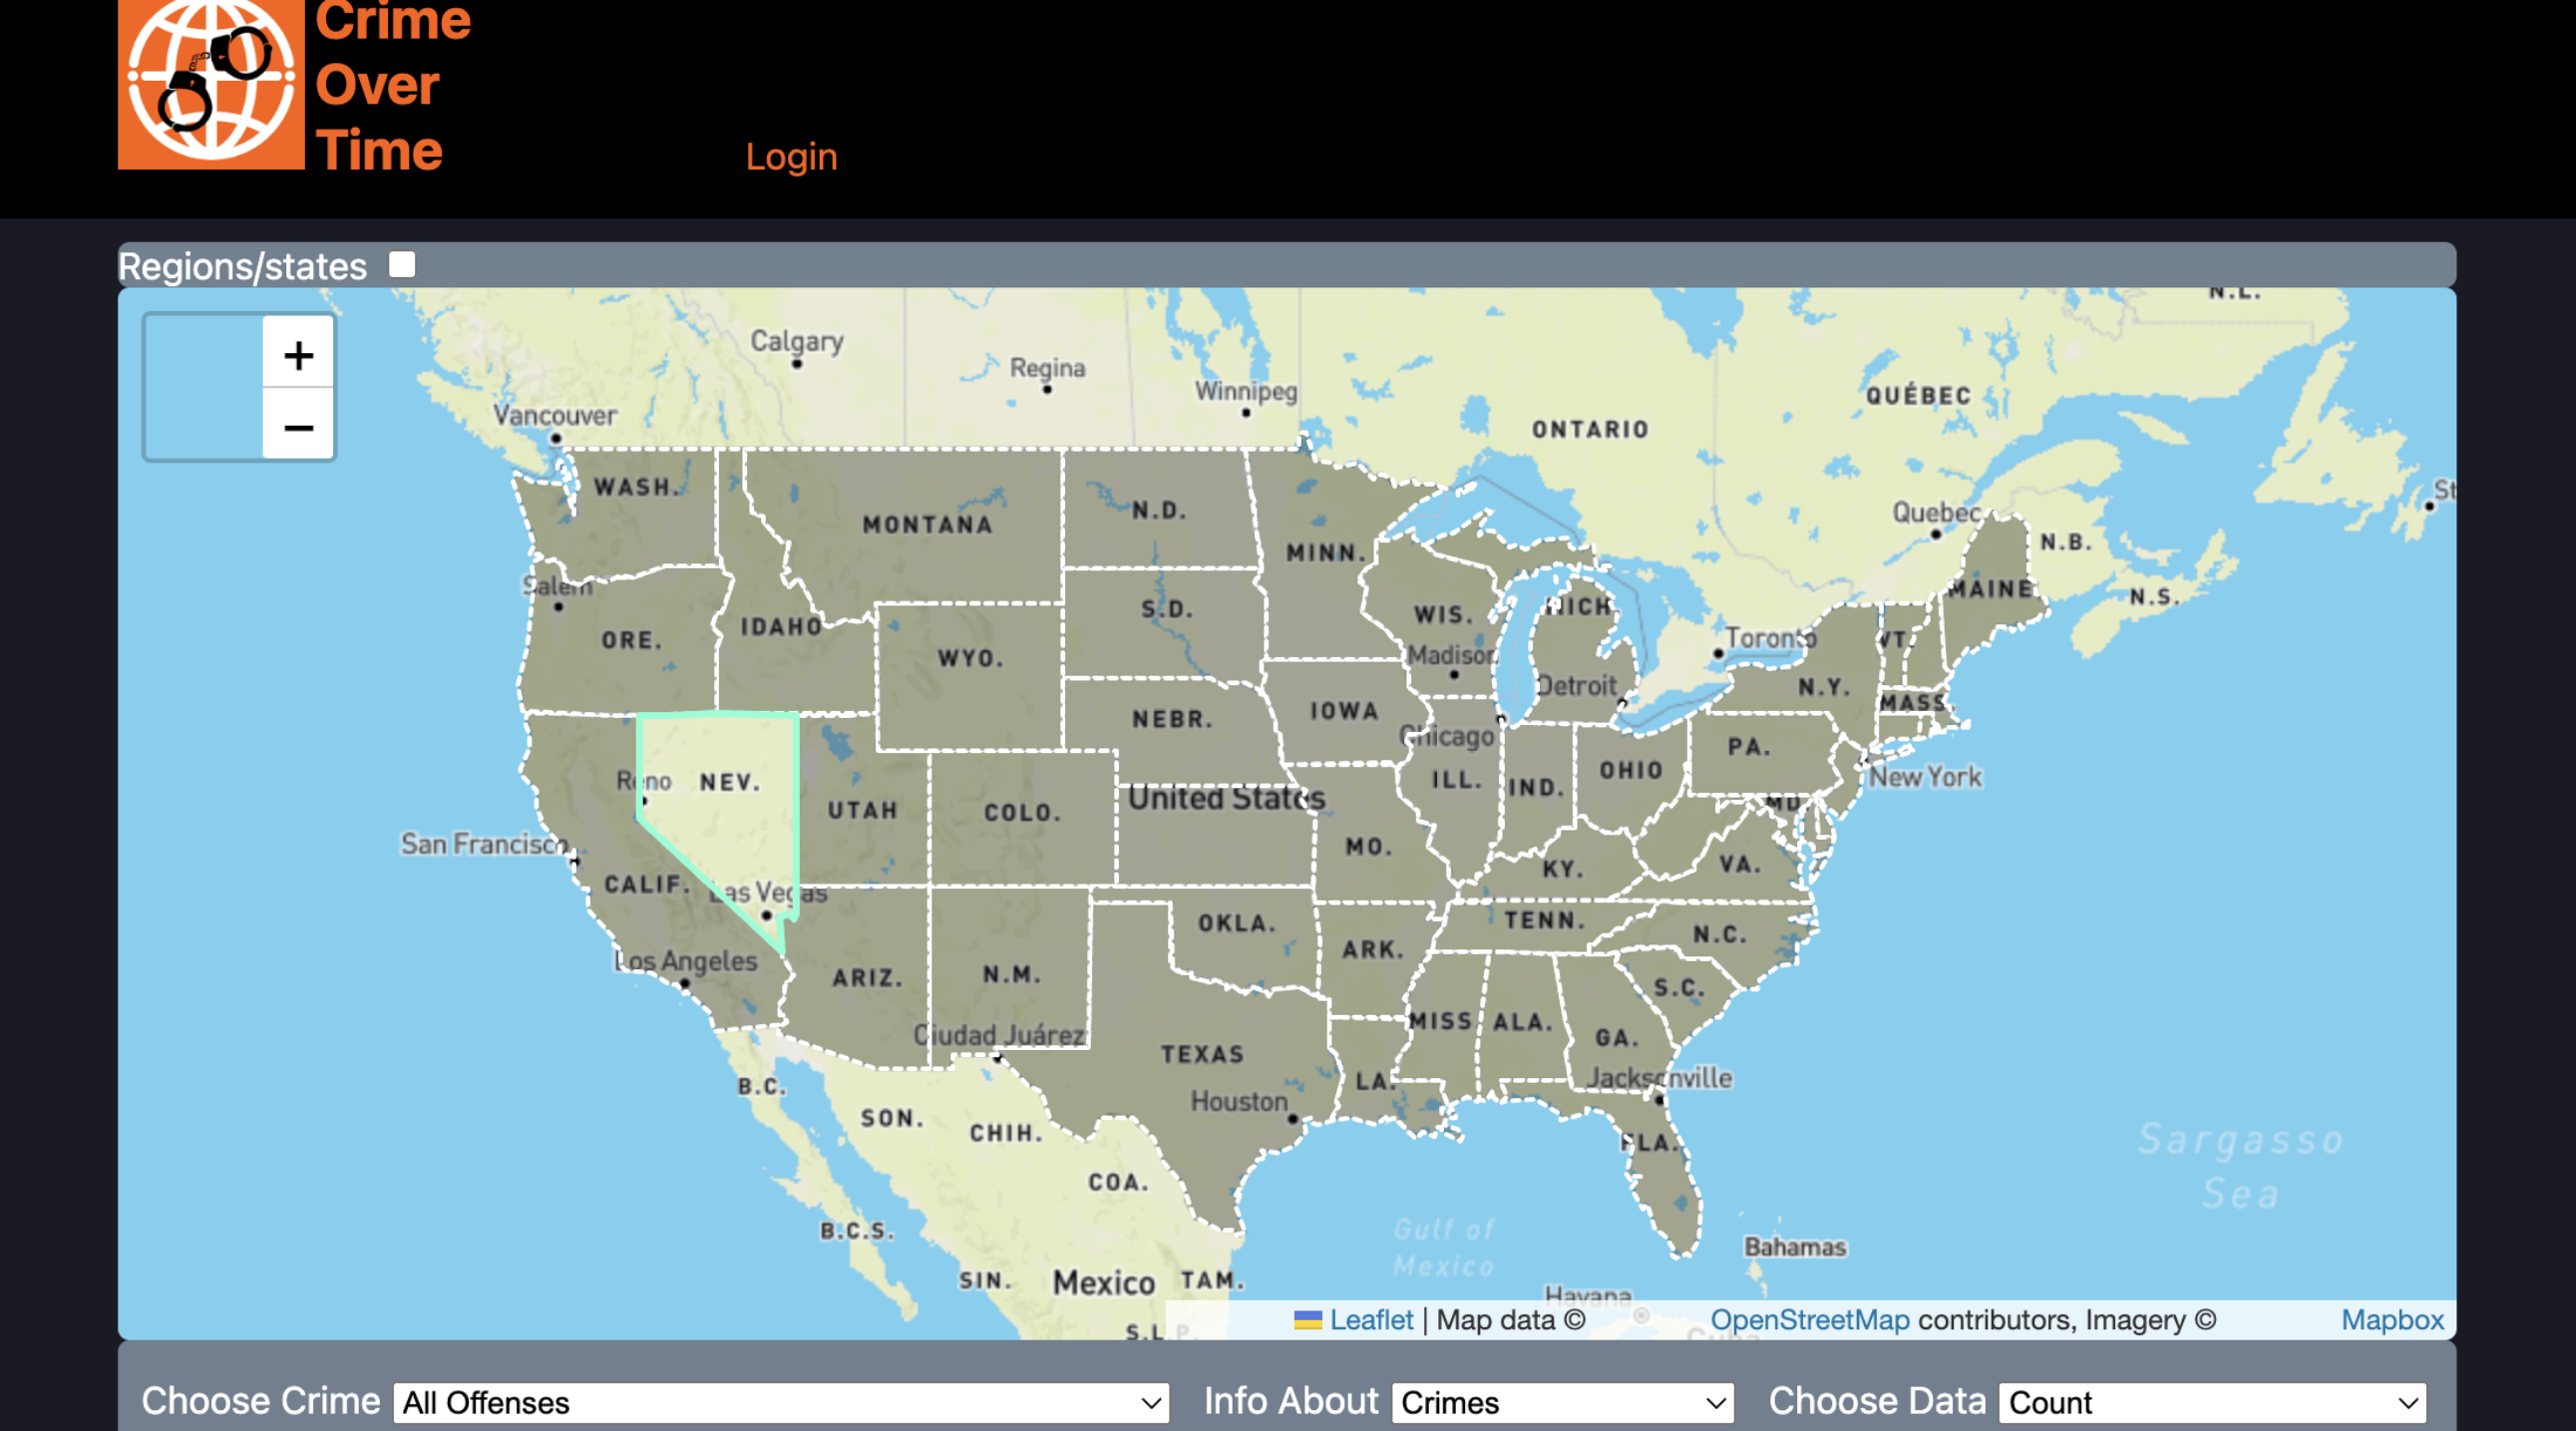 Crime
Over
Time
Login
Regions/states
+
−
N.L.
Calgary
Regina
Winnipeg
Vancouver
QUÉBEC
ONTARIO
WASH.
MONTANA
N.D.
MINN.
Quebec
St
N.B.
Salem
ORE.
IDAHO
WYO.
S.D.
WIS.
MICH.
Madison
Toronto
VT.
MAINE
N.S.
Detroit
N.Y.
MASS.
NEBR.
IOWA
Chicago
PA.
Reno
NEV.
UTAH
COLO.
United States
ILL.
IND.
OHIO
New York
MD.
San Francisco
CALIF.
Las Vegas
MO.
KY.
VA.
Los Angeles
ARIZ.
N.M.
OKLA.
ARK.
TENN.
N.C.
S.C.
Ciudad Juárez
TEXAS
MISS.
ALA.
GA.
LA.
Houston
Jacksonville
B.C.
SON.
CHIH.
FLA.
COA.
Sargasso
Sea
B.C.S.
Gulf of
Mexico
Bahamas
SIN.
Mexico
TAM.
Havana
S.L.P.
Cuba
Leaflet | Map data © OpenStreetMap contributors, Imagery © Mapbox
Choose Crime All Offenses Info About Crimes Choose Data Count